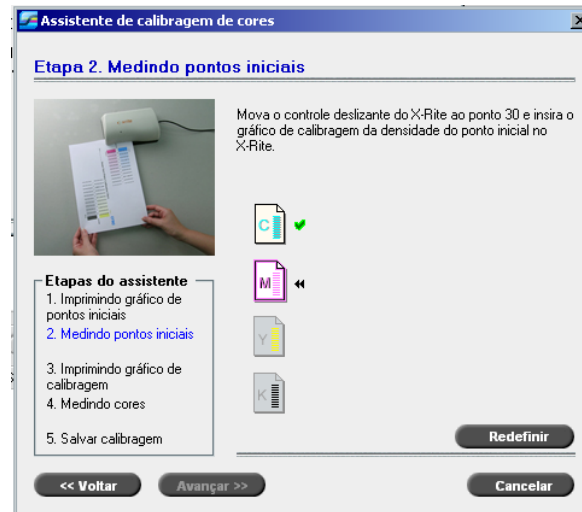 Assistente de calibragem de cores
Etapa 2. Medindo pontos iniciais
Mova o controle deslizante do X-Rite ao ponto 30 e insira o
gráfico de calibragem da densidade do ponto inicial no
X-Rite.
C
M
Y
K
Etapas do assistente
1. Imprimindo gráfico de
pontos iniciais
2. Medindo pontos iniciais
3. Imprimindo gráfico de
calibragem
4. Medindo cores
5. Salvar calibragem
Redefinir
<< Voltar
Avançar >>
Cancelar